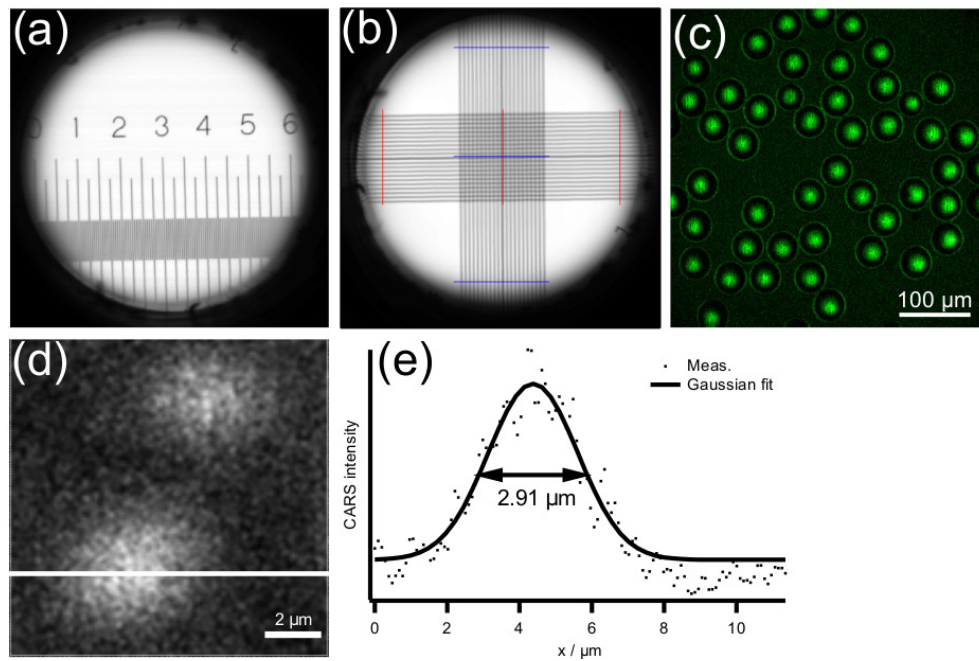 (a)
0 1 2 3 4 5 6
(b)
(c)
100 µm
(d)
2 µm
(e)
Meas.
Gaussian fit
CARS intensity
2.91 µm
0 2 4 6 8 10
x / µm